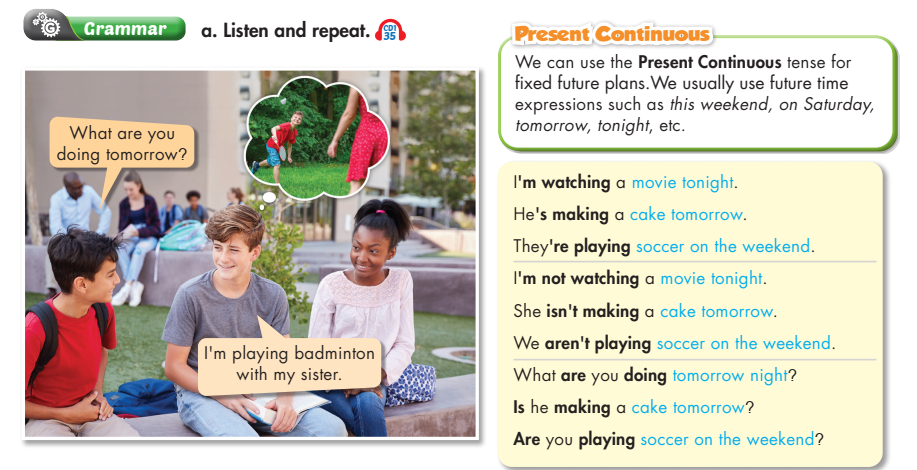 G Grammar
a. Listen and repeat.
CD1
35
What are you
doing tomorrow?
I'm playing badminton
with my sister.
Present Continuous
We can use the Present Continuous tense for
fixed future plans.We usually use future time
expressions such as this weekend, on Saturday,
tomorrow, tonight, etc.
I'm watching a movie tonight.
He's making a cake tomorrow.
They're playing soccer on the weekend.
I'm not watching a movie tonight.
She isn't making a cake tomorrow.
We aren't playing soccer on the weekend.
What are you doing tomorrow night?
Is he making a cake tomorrow?
Are you playing soccer on the weekend?